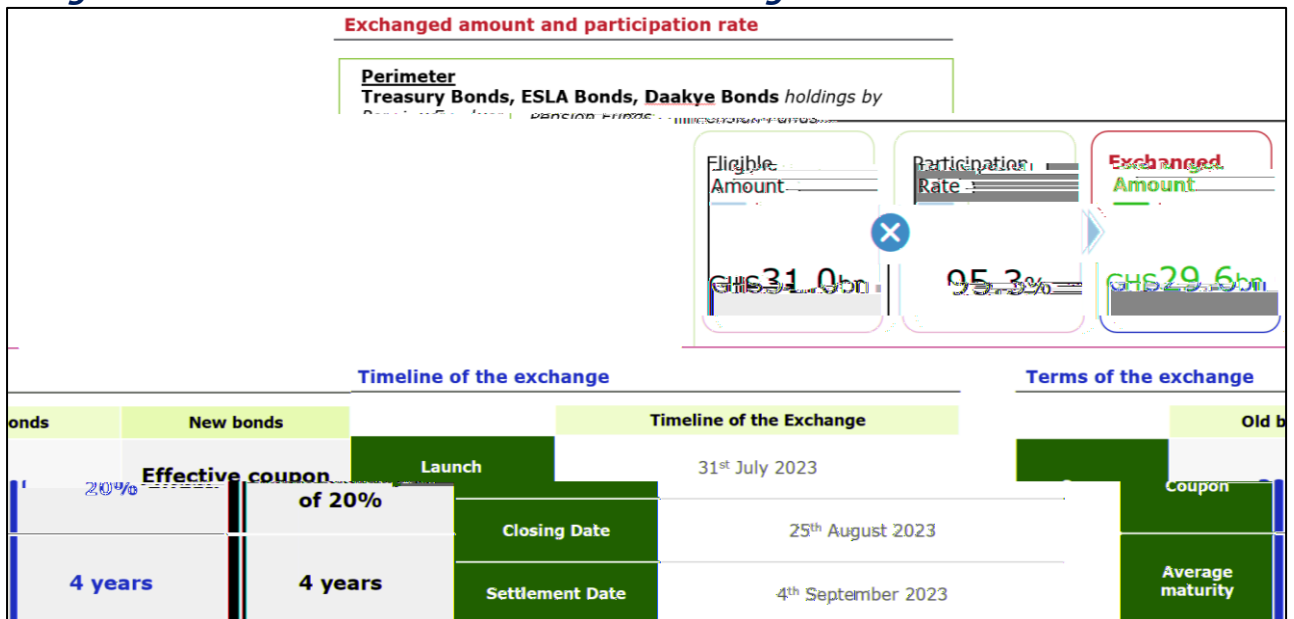 Exchanged amount and participation rate
Perimeter
Treasury Bonds, ESLA Bonds, Daakye Bonds holdings by
Pension Funds
Eligible
Amount
Participation
Rate
Exchanged
Amount
GHS31.0bn
95.3%
GHS29.6bn
Timeline of the exchange
Terms of the exchange
onds
New bonds
Timeline of the Exchange
Old b
Effective coupon
of 20%
20%
Launch
31st July 2023
Coupon
Closing Date
25th August 2023
4 years
4 years
Settlement Date
4th September 2023
Average
maturity